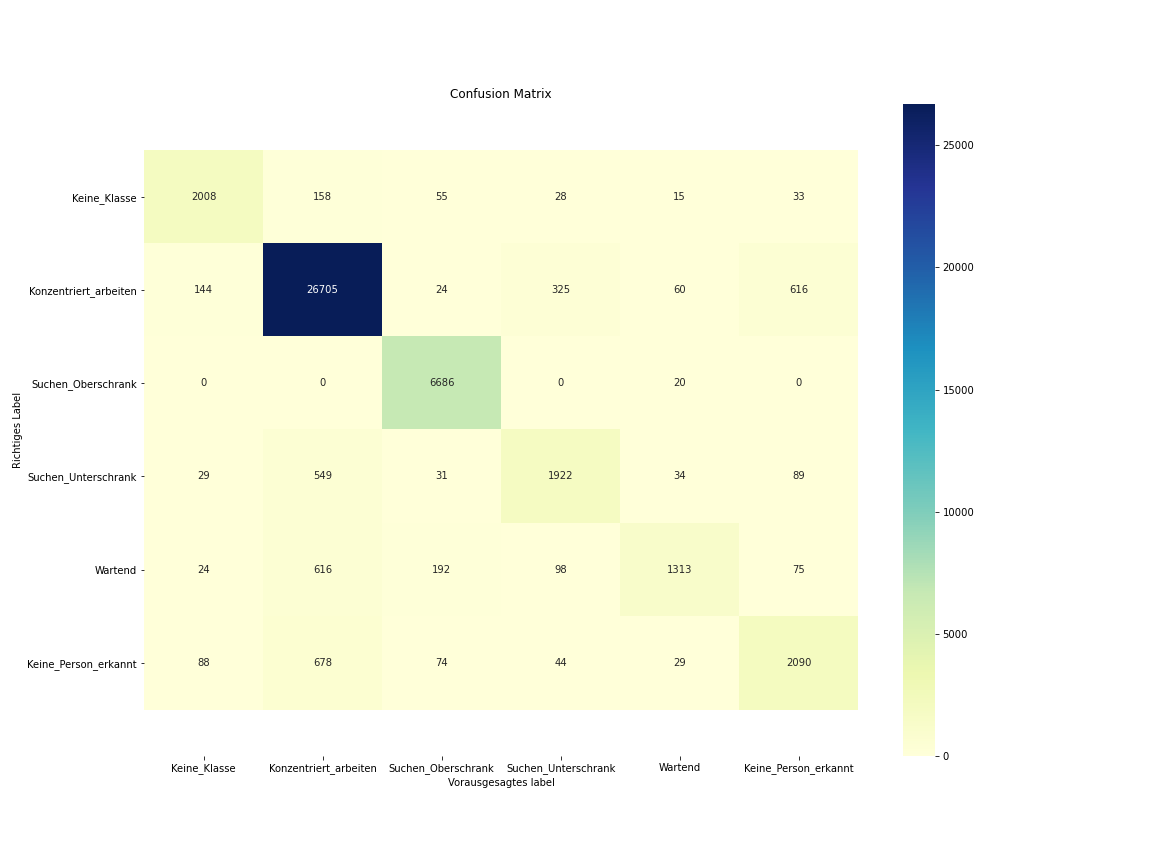 Confusion Matrix
Keine_Klasse 2008 158 55 28 15 33
Konzentriert_arbeiten 144 26705 24 325 60 616
Suchen_Oberschrank 0 0 6686 0 20 0
Suchen_Unterschrank 29 549 31 1922 34 89
Wartend 24 616 192 98 1313 75
Keine_Person_erkannt 88 678 74 44 29 2090
Richtiges Label
Keine_Klasse Konzentriert_arbeiten Suchen_Oberschrank Suchen_Unterschrank Wartend Keine_Person_erkannt
Vorausgesagtes label
25000
20000
15000
10000
5000
0